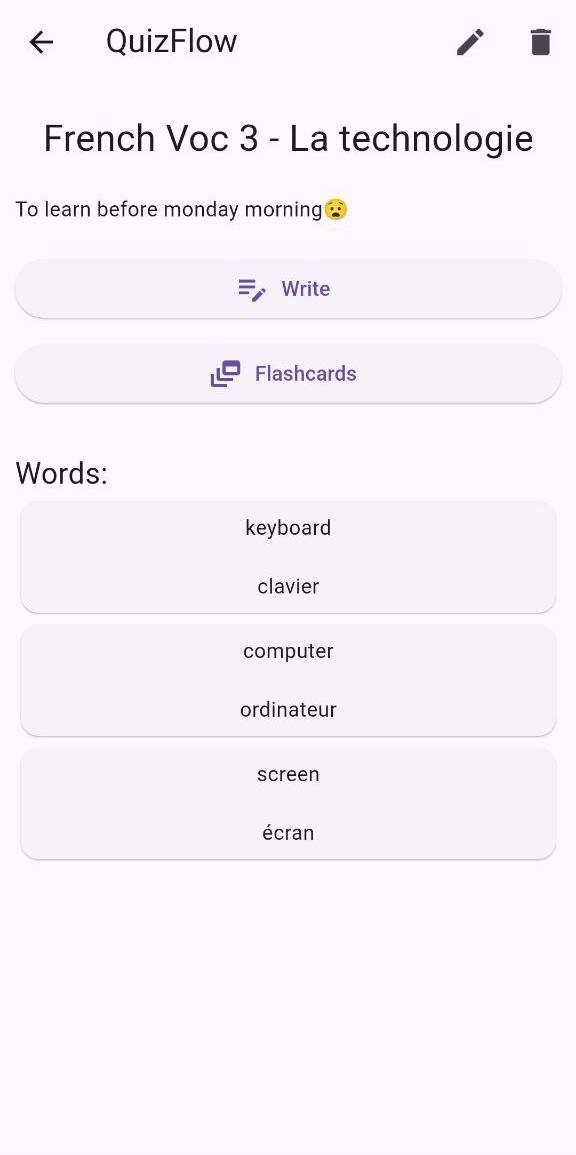 QuizFlow
French Voc 3 - La technologie
To learn before monday morning😧
Write
Flashcards
Words:
keyboard
clavier
computer
ordinateur
screen
écran